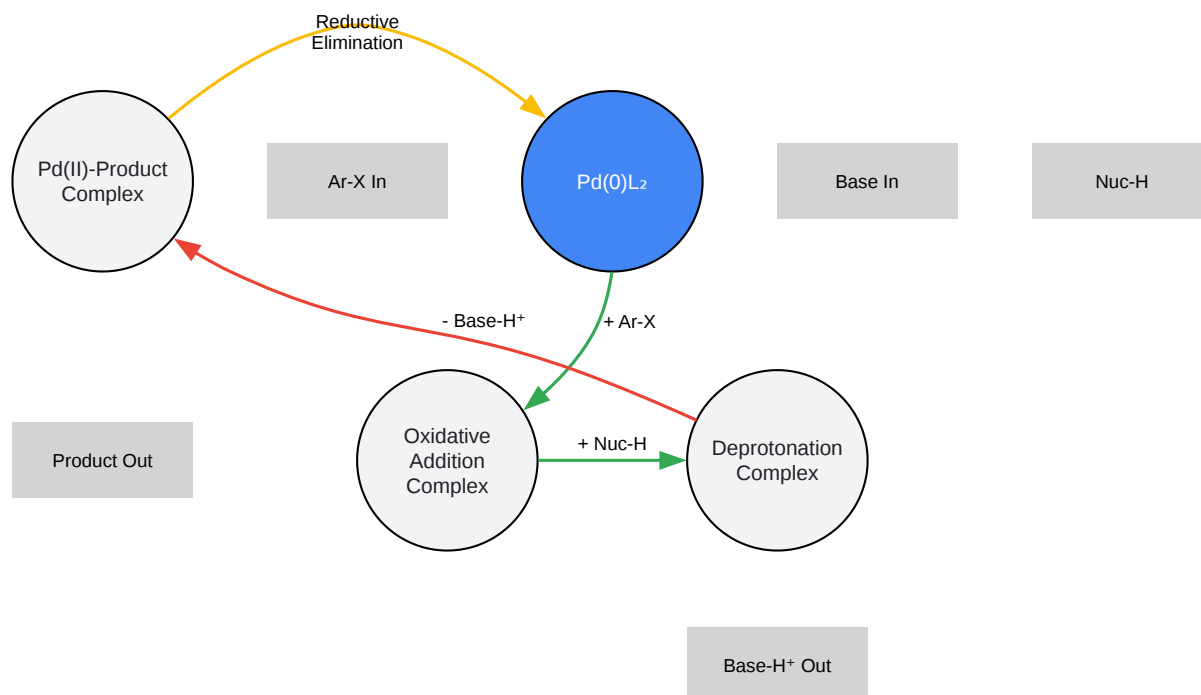 Reductive
Elimination
Pd(II)-Product
Complex
Ar-X In
Pd(0)L₂
Base In
Nuc-H
- Base-H⁺
+ Ar-X
Oxidative
Addition
Complex
+ Nuc-H
Deprotonation
Complex
Product Out
Base-H⁺ Out